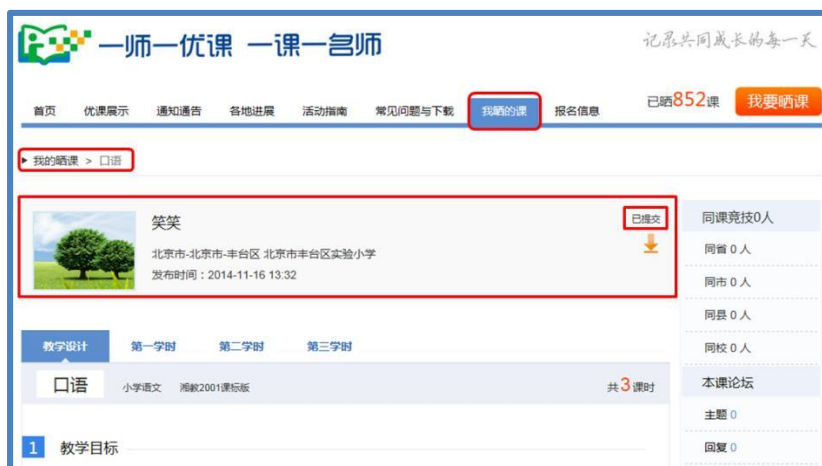 一师一优课 一课一名师
记录共同成长的每一天
首页 优课展示 通知通告 各地进展 活动指南 常见问题与下载 我晒的课 报名信息 已晒852课 我要晒课
我的晒课 > 口语
笑笑 已提交
北京市-北京市-丰台区 北京市丰台区实验小学
发布时间：2014-11-16 13:32
同课竞技0人
同省 0 人
同市 0 人
同县 0 人
同校 0 人
教学设计 第一学时 第二学时 第三学时
口语 小学语文 湘教2001课标版 共3课时
本课论坛
主题 0
回复 0
1 教学目标